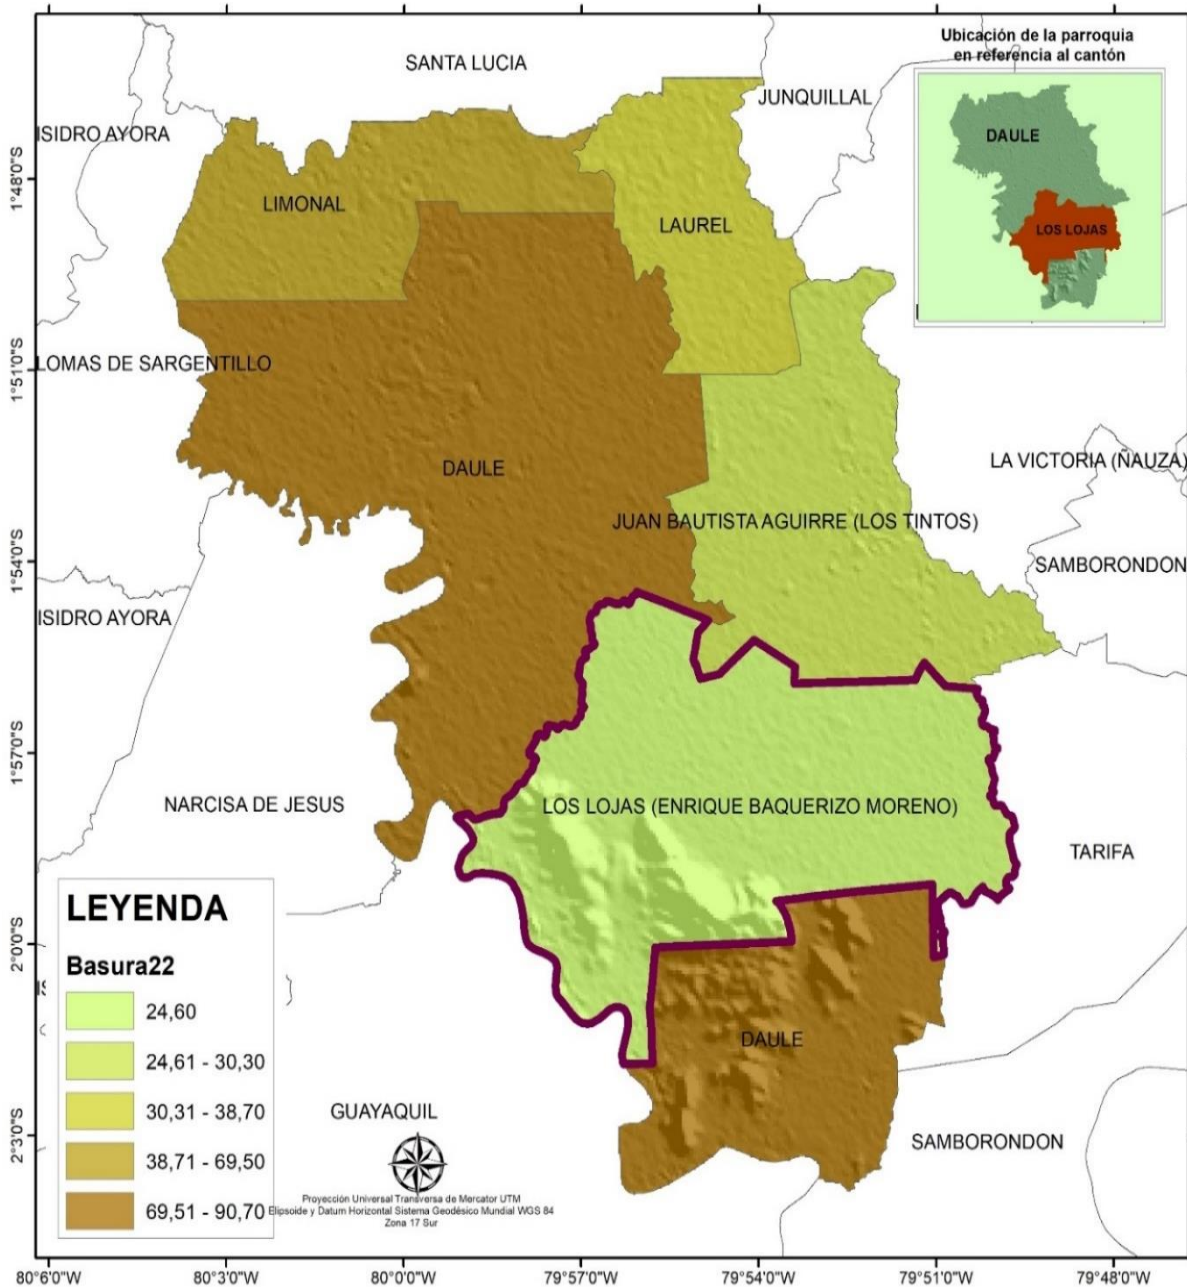 Ubicación de la parroquia
en referencia al cantón
DAULE
LOS LOJAS
SANTA LUCIA
JUNQUILLAL
ISIDRO AYORA
LIMONAL
LAUREL
LOMAS DE SARGENTILLO
DAULE
LA VICTORIA (ÑAUZA)
JUAN BAUTISTA AGUIRRE (LOS TINTOS)
SAMBORONDON
ISIDRO AYORA
NARCISA DE JESUS
LOS LOJAS (ENRIQUE BAQUERIZO MORENO)
TARIFA
DAULE
GUAYAQUIL
SAMBORONDON
LEYENDA
Basura22
24,60
24,61 - 30,30
30,31 - 38,70
38,71 - 69,50
69,51 - 90,70
Proyección Universal Transversa de Mercator UTM
Elipsoide y Datum Horizontal Sistema Geodésico Mundial WGS 84
Zona 17 Sur
1°48'0"S
1°51'0"S
1°54'0"S
1°57'0"S
2°0'0"S
2°3'0"S
80°6'0"W
80°3'0"W
80°0'0"W
79°57'0"W
79°54'0"W
79°51'0"W
79°48'0"W